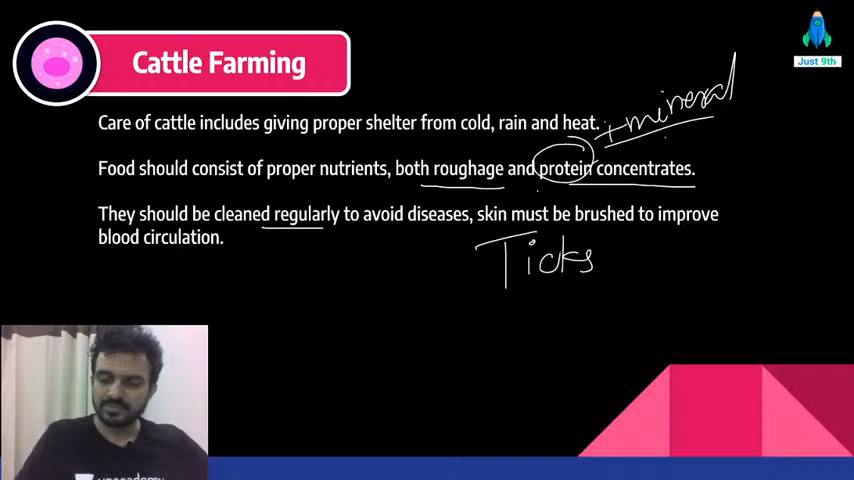 Just 9th
Cattle Farming
Care of cattle includes giving proper shelter from cold, rain and heat.
+mineral
Food should consist of proper nutrients, both roughage and protein concentrates.
They should be cleaned regularly to avoid diseases, skin must be brushed to improve
blood circulation.
Ticks
unacademy